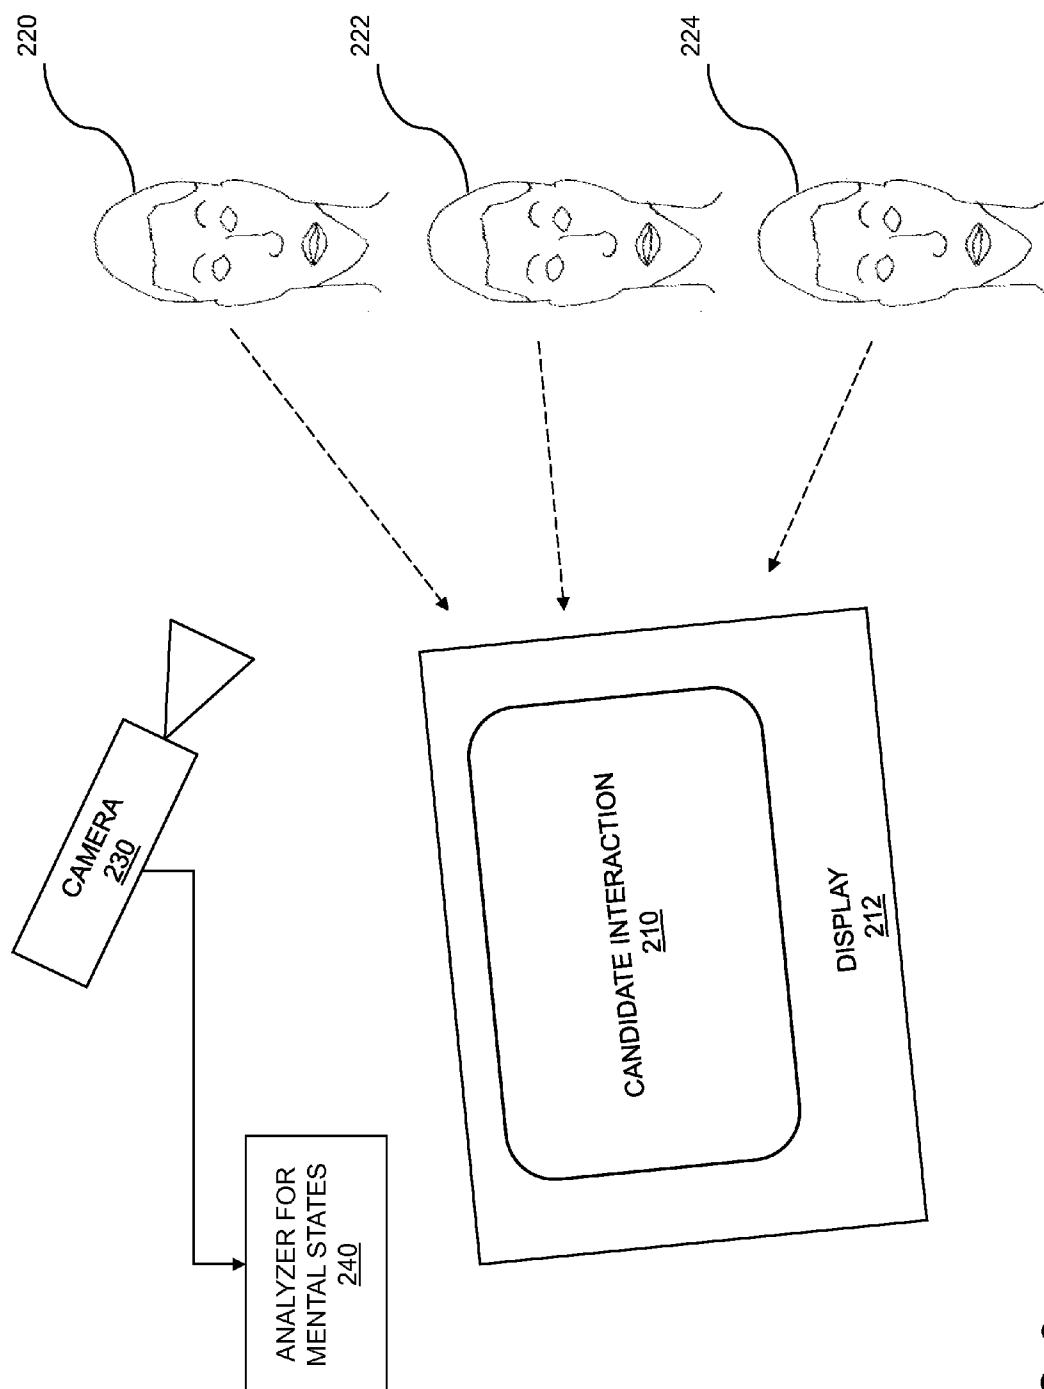 220
222
224
CAMERA
230
CANDIDATE INTERACTION
210
DISPLAY
212
ANALYZER FOR
MENTAL STATES
240